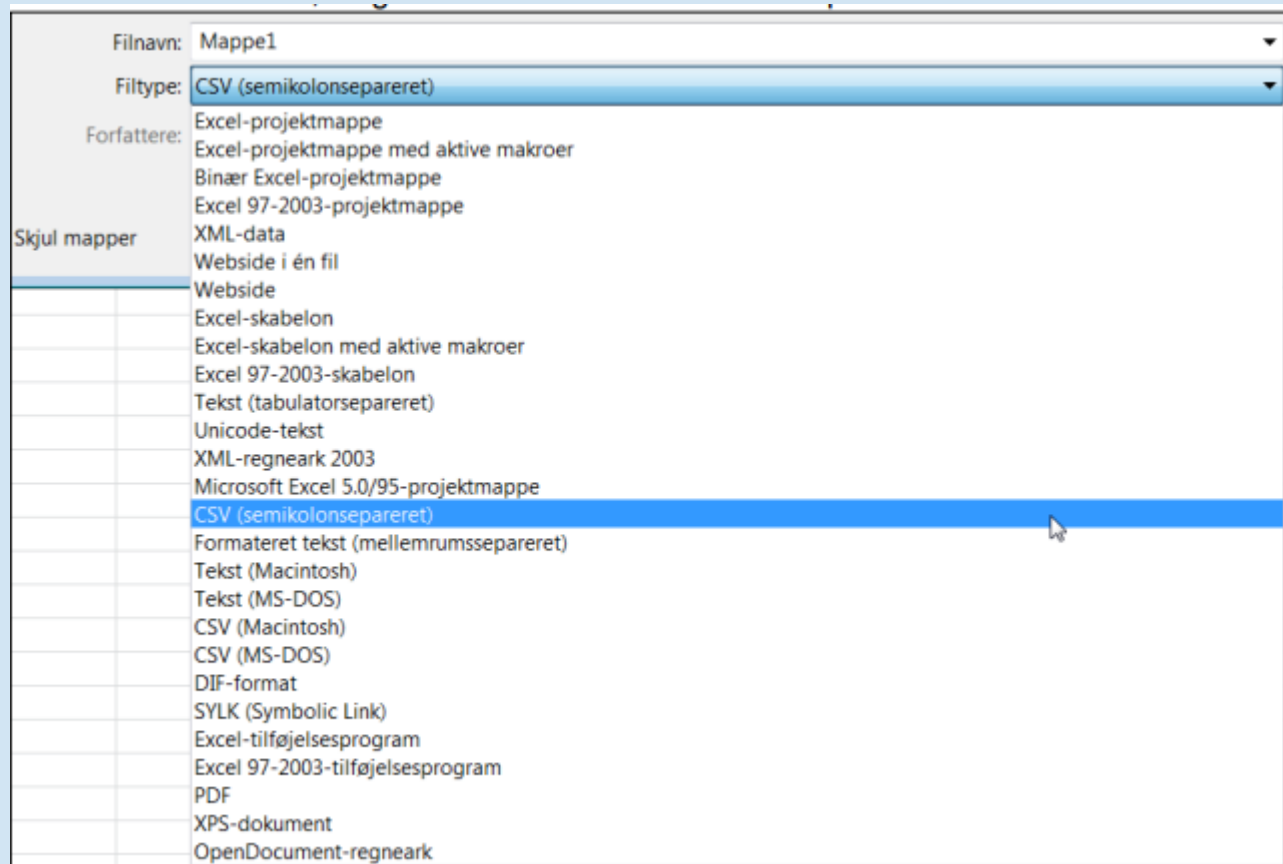 Filnavn: Mappe1
Filtype: CSV (semikolonsepareret)
Forfattere:
Skjul mapper
Excel-projektmappe
Excel-projektmappe med aktive makroer
Binær Excel-projektmappe
Excel 97-2003-projektmappe
XML-data
Webside i én fil
Webside
Excel-skabelon
Excel-skabelon med aktive makroer
Excel 97-2003-skabelon
Tekst (tabulatorsepareret)
Unicode-tekst
XML-regneark 2003
Microsoft Excel 5.0/95-projektmappe
CSV (semikolonsepareret)
Formateret tekst (mellemrumssepareret)
Tekst (Macintosh)
Tekst (MS-DOS)
CSV (Macintosh)
CSV (MS-DOS)
DIF-format
SYLK (Symbolic Link)
Excel-tilføjelsesprogram
Excel 97-2003-tilføjelsesprogram
PDF
XPS-dokument
OpenDocument-regneark